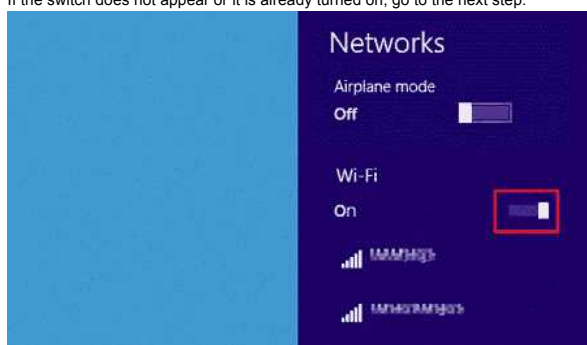 If the switch does not appear or it is already turned on, go to the next step.
Networks
Airplane mode
Off
Wi-Fi
On